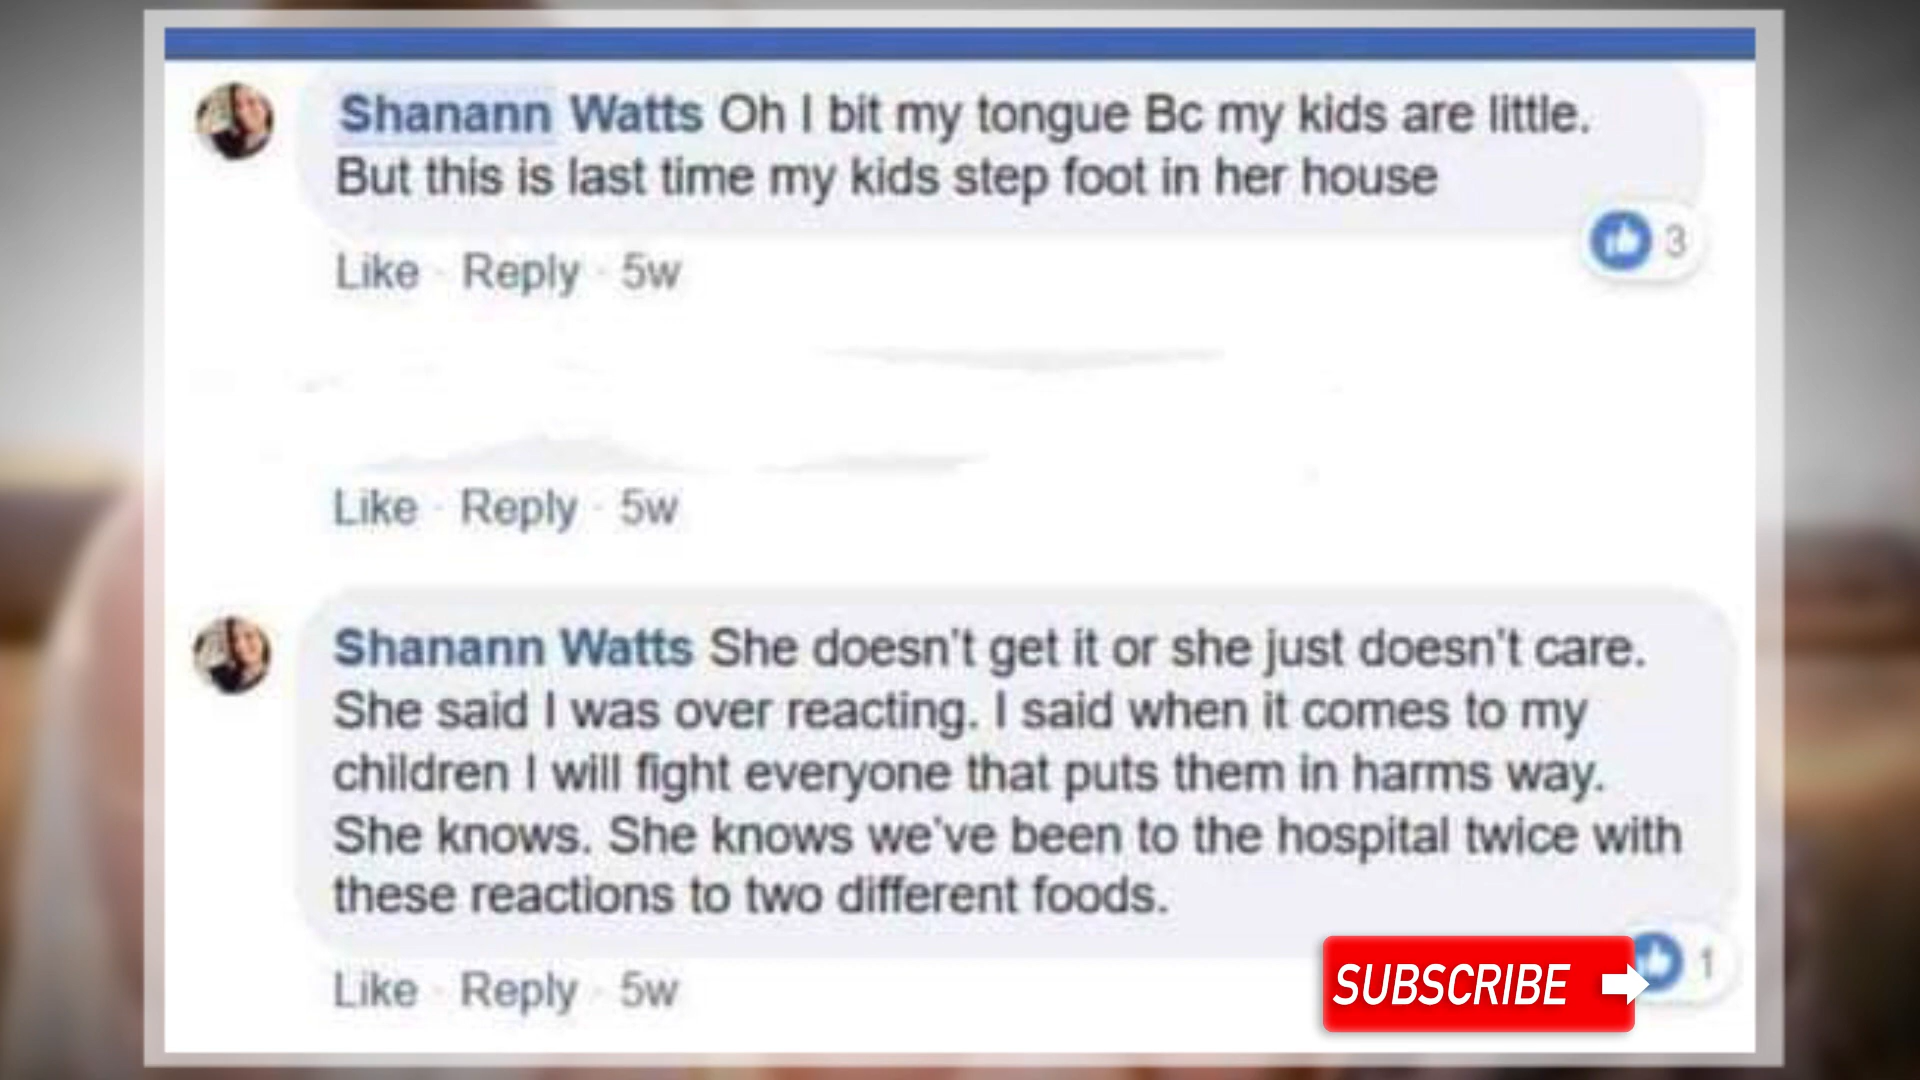 Shanann Watts Oh I bit my tongue Bc my kids are little.
But this is last time my kids step foot in her house
3
Like · Reply · 5w
Like · Reply · 5w
Shanann Watts She doesn't get it or she just doesn't care.
She said I was over reacting. I said when it comes to my
children I will fight everyone that puts them in harms way.
She knows. She knows we've been to the hospital twice with
these reactions to two different foods.
1
Like · Reply · 5w
SUBSCRIBE